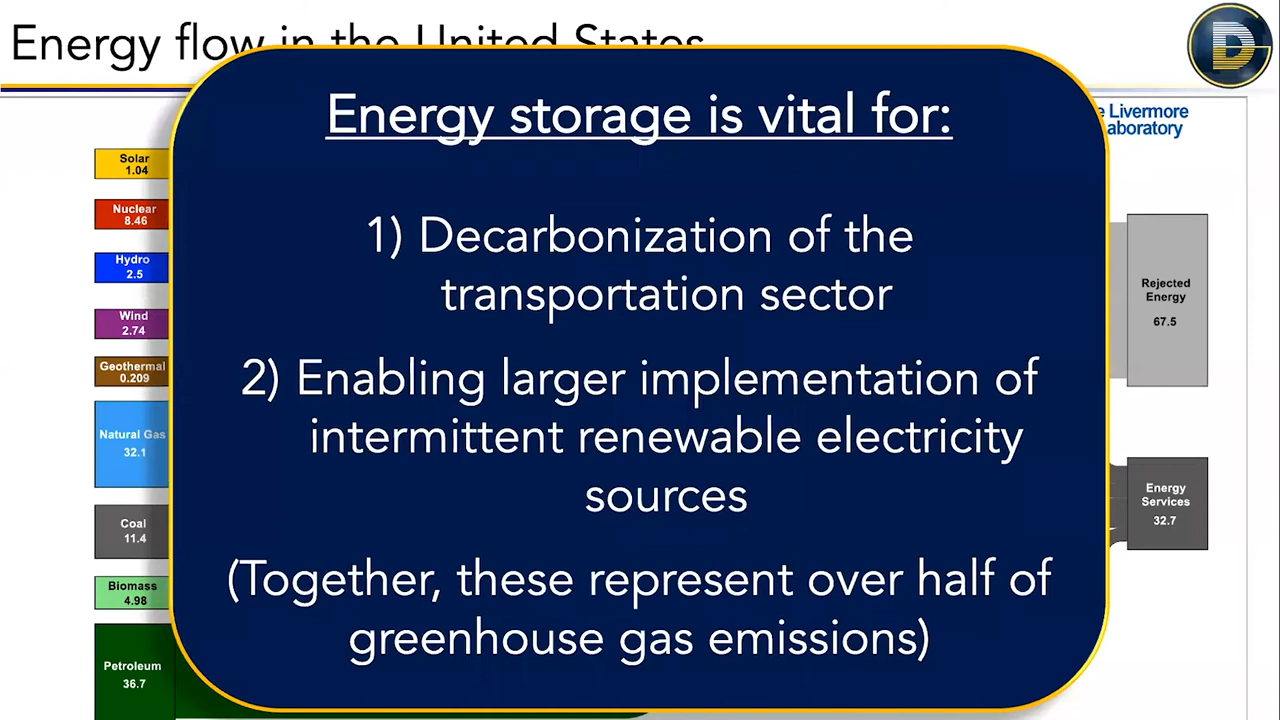 Energy flow in the United States
Energy storage is vital for:
1) Decarbonization of the
transportation sector
2) Enabling larger implementation of
intermittent renewable electricity
sources
(Together, these represent over half of
greenhouse gas emissions)
Solar
1.04
Nuclear
8.46
Hydro
2.5
Wind
2.74
Geothermal
0.209
Natural Gas
32.1
Coal
11.4
Biomass
4.98
Petroleum
36.7
Livermore
Rejected
Energy
67.5
Energy
Services
32.7